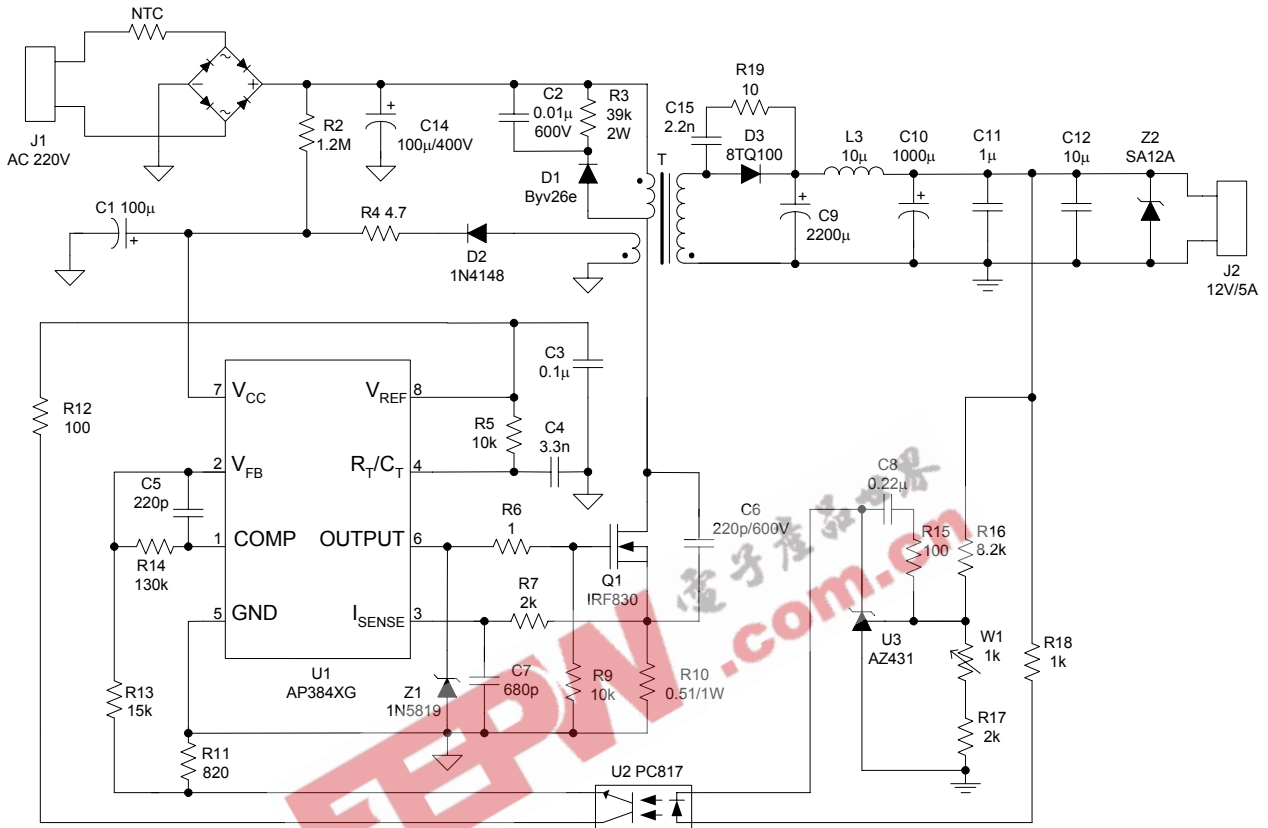 NTC
J1
AC 220V
R2
1.2M
C14
100µ/400V
C2
0.01µ
600V
R3
39k
2W
D1
Byv26e
T
C15
2.2n
R19
10
D3
8TQ100
L3
10µ
C9
2200µ
C10
1000µ
C11
1µ
C12
10µ
Z2
SA12A
J2
12V/5A
C1 100µ
R4 4.7
D2
1N4148
R12
100
7 VCC
VREF 8
2 VFB
RT/CT 4
1 COMP
OUTPUT 6
5 GND
ISENSE 3
U1
AP384XG
C5
220p
R14
130k
R13
15k
R11
820
R5
10k
C3
0.1µ
C4
3.3n
R6
1
R7
2k
Q1
IRF830
C6
220p/600V
Z1
1N5819
C7
680p
R9
10k
R10
0.51/1W
C8
0.22µ
R15
100
R16
8.2k
U3
AZ431
W1
1k
R17
2k
R18
1k
U2 PC817
電子產品世界
.com.cn
EEPW